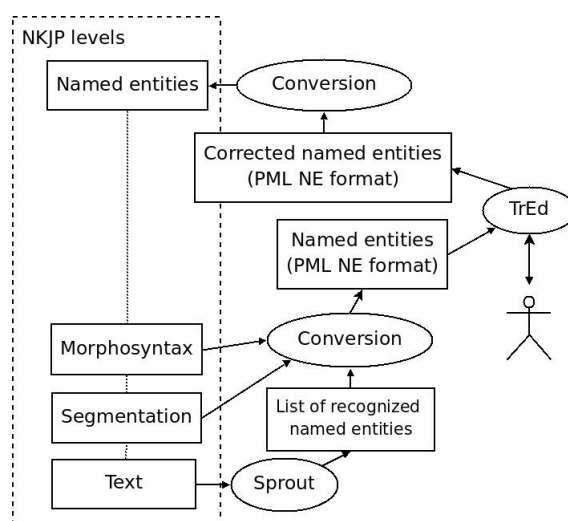 NKJP levels
Named entities
Conversion
Corrected named entities
(PML NE format)
TrEd
Named entities
(PML NE format)
Morphosyntax
Conversion
Segmentation
List of recognized
named entities
Text
Sprout